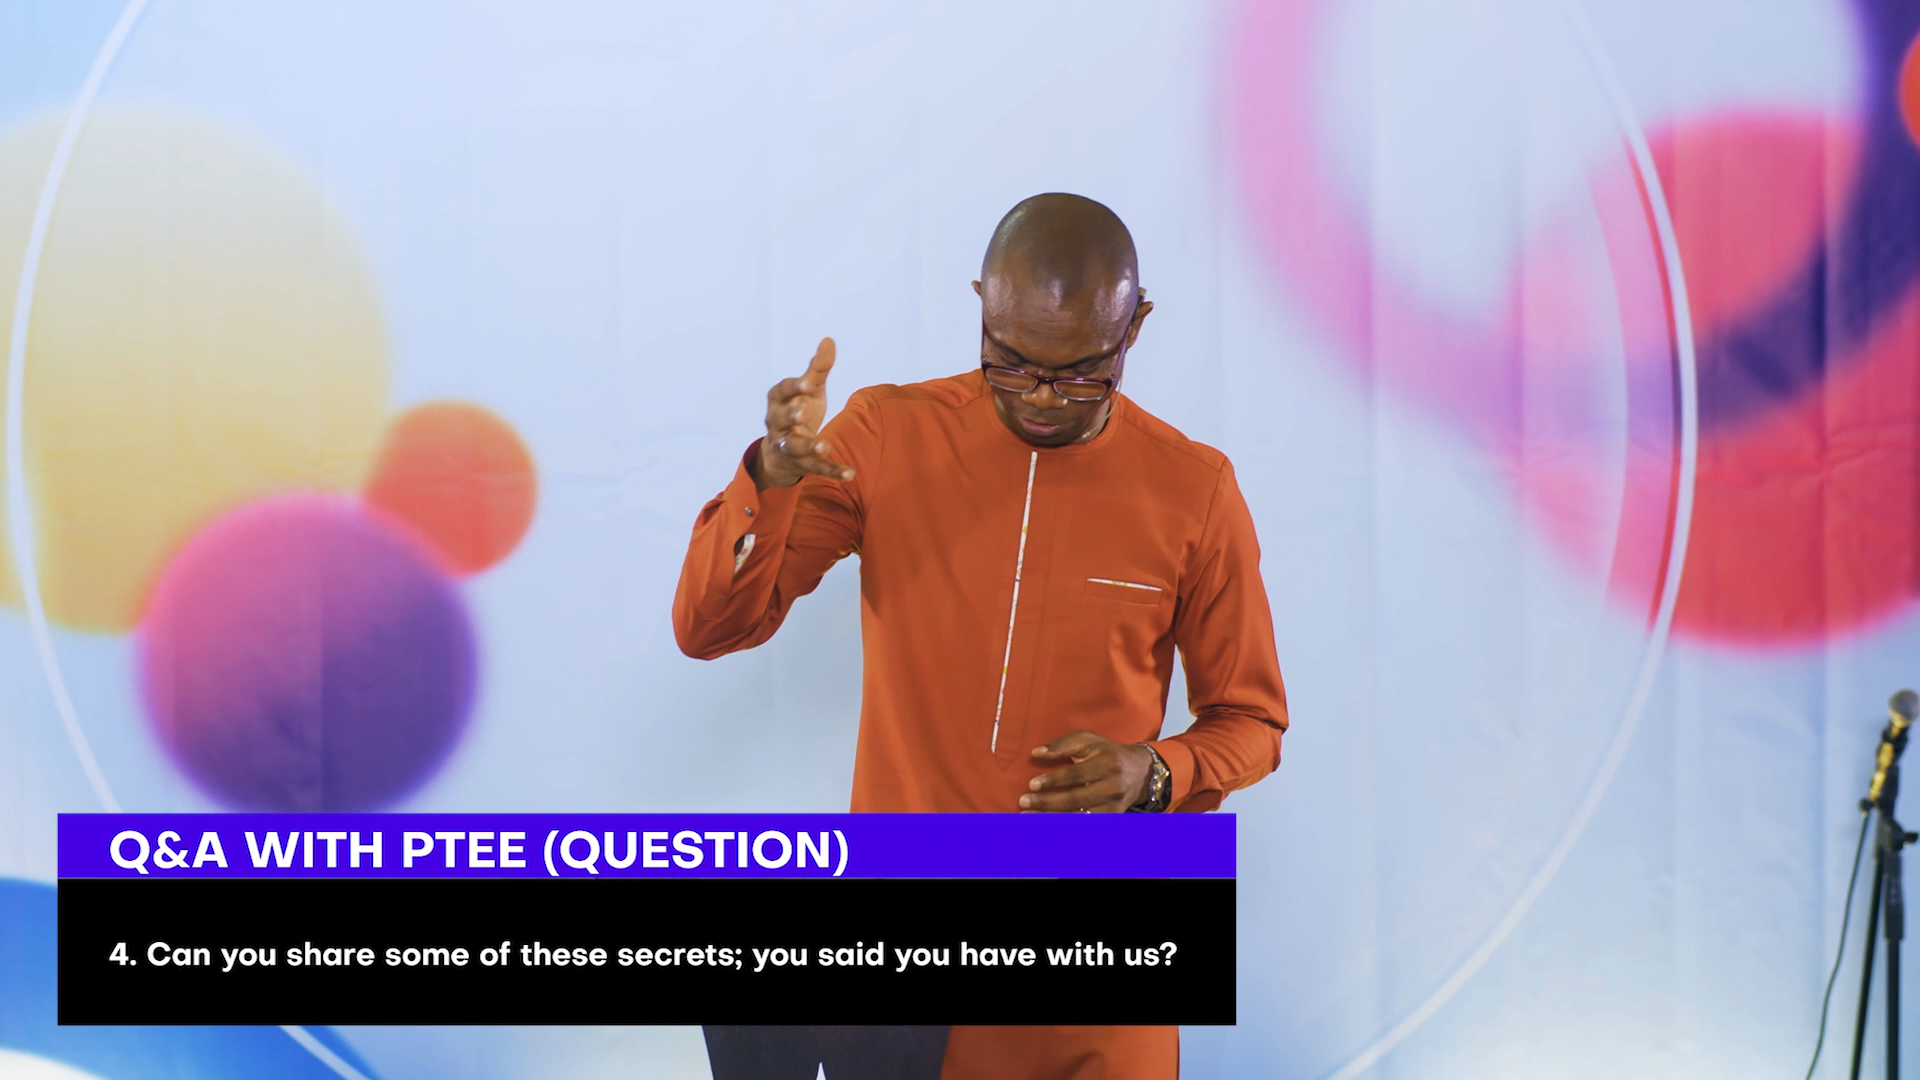 Q&A WITH PTEE (QUESTION)
4. Can you share some of these secrets; you said you have with us?